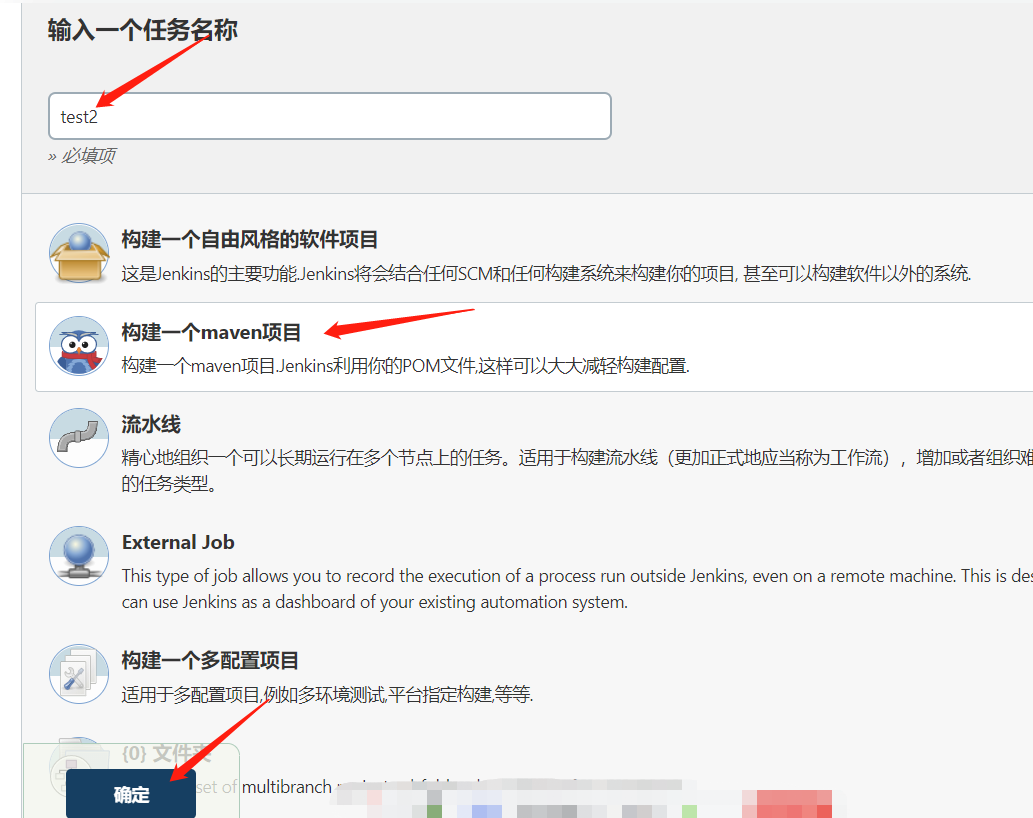 输入一个任务名称
test2
» 必填项
构建一个自由风格的软件项目
这是Jenkins的主要功能.Jenkins将会结合任何SCM和任何构建系统来构建你的项目, 甚至可以构建软件以外的系统.
构建一个maven项目
构建一个maven项目.Jenkins利用你的POM文件,这样可以大大减轻构建配置.
流水线
精心地组织一个可以长期运行在多个节点上的任务。适用于构建流水线（更加正式地应当称为工作流），增加或者组织难
的任务类型。
External Job
This type of job allows you to record the execution of a process run outside Jenkins, even on a remote machine. This is des
can use Jenkins as a dashboard of your existing automation system.
构建一个多配置项目
适用于多配置项目,例如多环境测试,平台指定构建,等等.
{0} 文件夹
set of multibranch
确定